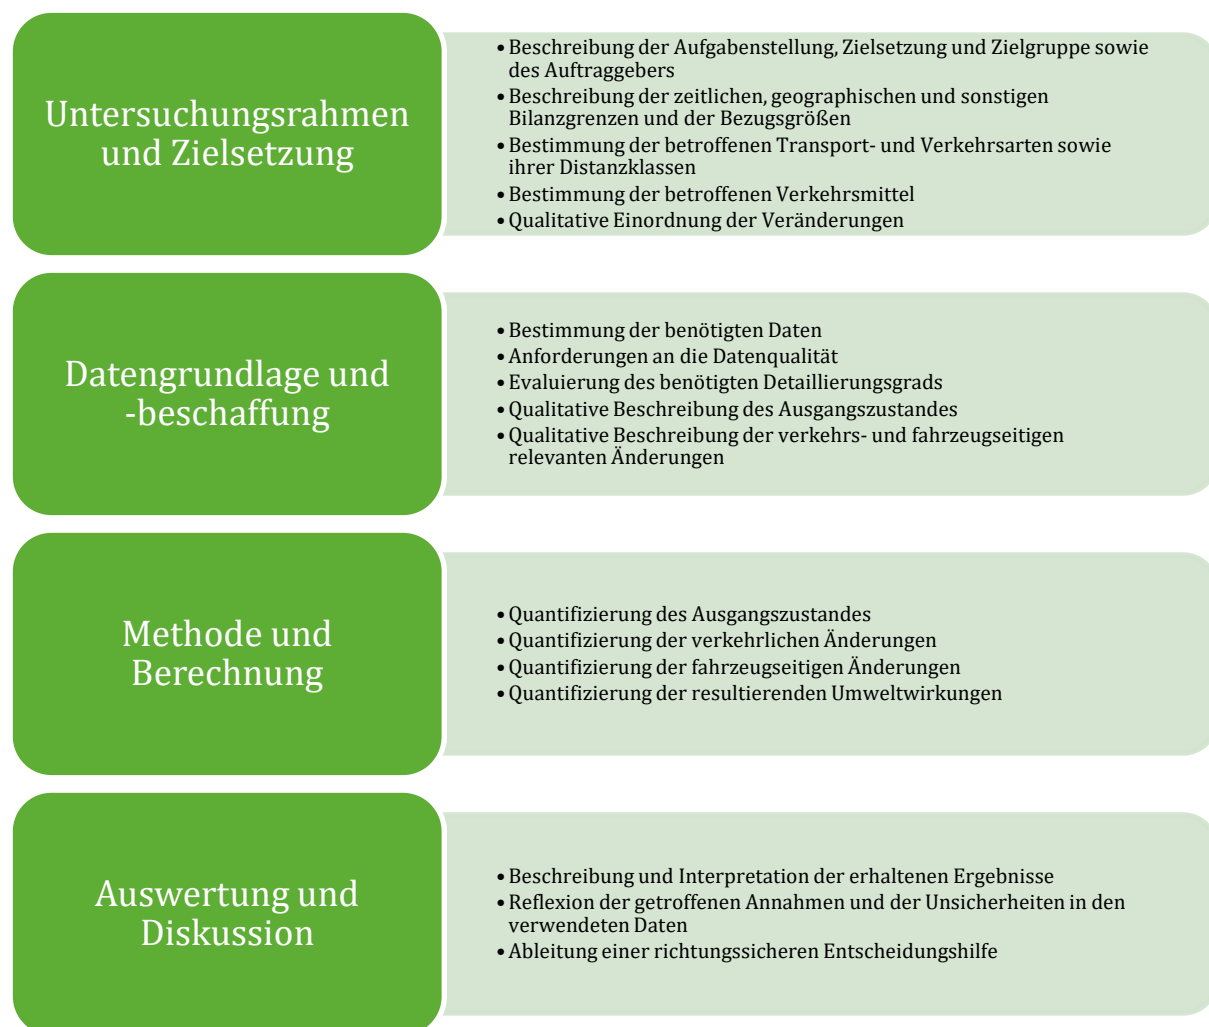 Untersuchungsrahmen
und Zielsetzung
• Beschreibung der Aufgabenstellung, Zielsetzung und Zielgruppe sowie
des Auftraggebers
• Beschreibung der zeitlichen, geographischen und sonstigen
Bilanzgrenzen und der Bezugsgrößen
• Bestimmung der betroffenen Transport- und Verkehrsarten sowie
ihrer Distanzklassen
• Bestimmung der betroffenen Verkehrsmittel
• Qualitative Einordnung der Veränderungen
Datengrundlage und
-beschaffung
• Bestimmung der benötigten Daten
• Anforderungen an die Datenqualität
• Evaluierung des benötigten Detaillierungsgrads
• Qualitative Beschreibung des Ausgangszustandes
• Qualitative Beschreibung der verkehrs- und fahrzeugseitigen
relevanten Änderungen
Methode und
Berechnung
• Quantifizierung des Ausgangszustandes
• Quantifizierung der verkehrlichen Änderungen
• Quantifizierung der fahrzeugseitigen Änderungen
• Quantifizierung der resultierenden Umweltwirkungen
Auswertung und
Diskussion
• Beschreibung und Interpretation der erhaltenen Ergebnisse
• Reflexion der getroffenen Annahmen und der Unsicherheiten in den
verwendeten Daten
• Ableitung einer richtungssicheren Entscheidungshilfe